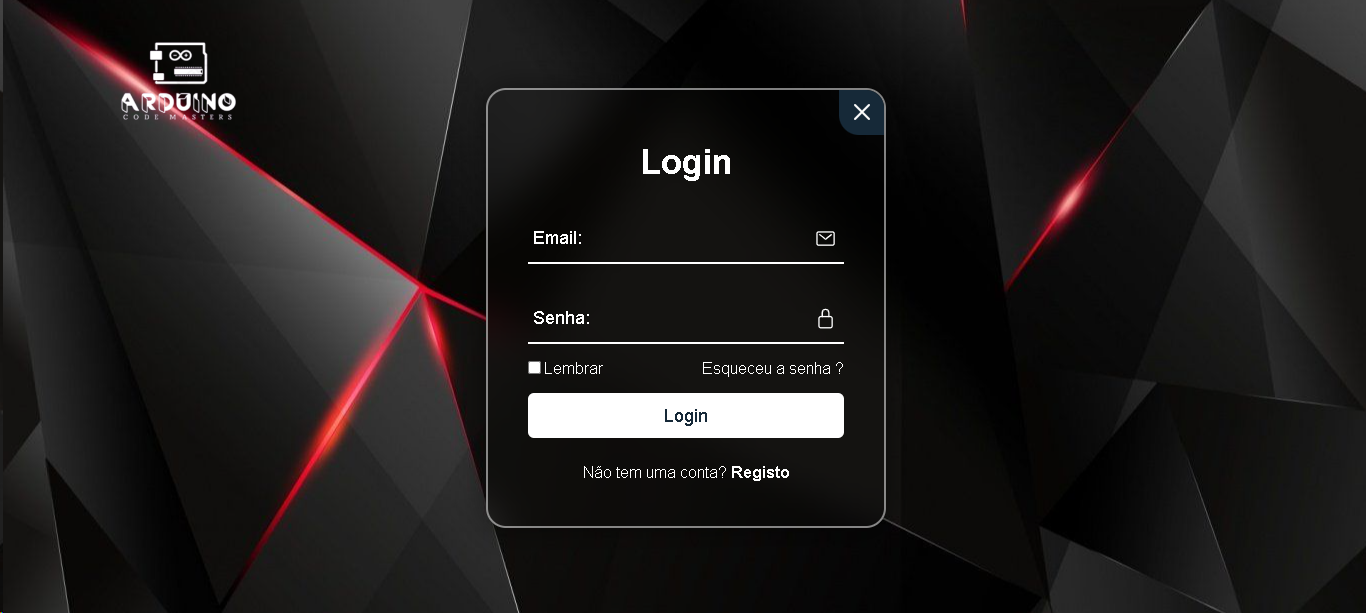 ARDUINO
CODE MASTERS
Login
Email:
Senha:
Lembrar
Esqueceu a senha ?
Login
Não tem uma conta? Registo